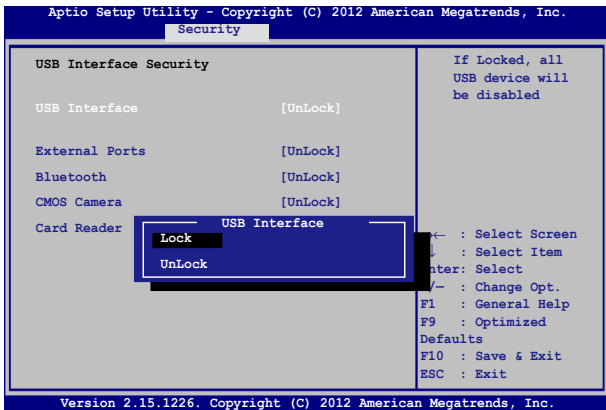 Aptio Setup Utility - Copyright (C) 2012 American Megatrends, Inc.
Security
USB Interface Security
USB Interface [UnLock]
External Ports [UnLock]
Bluetooth [UnLock]
CMOS Camera [UnLock]
Card Reader
USB Interface
Lock
UnLock
If Locked, all
USB device will
be disabled
←  : Select Screen
↓  : Select Item
nter: Select
/—  : Change Opt.
F1  : General Help
F9  : Optimized
Defaults
F10 : Save & Exit
ESC : Exit
Version 2.15.1226. Copyright (C) 2012 American Megatrends, Inc.